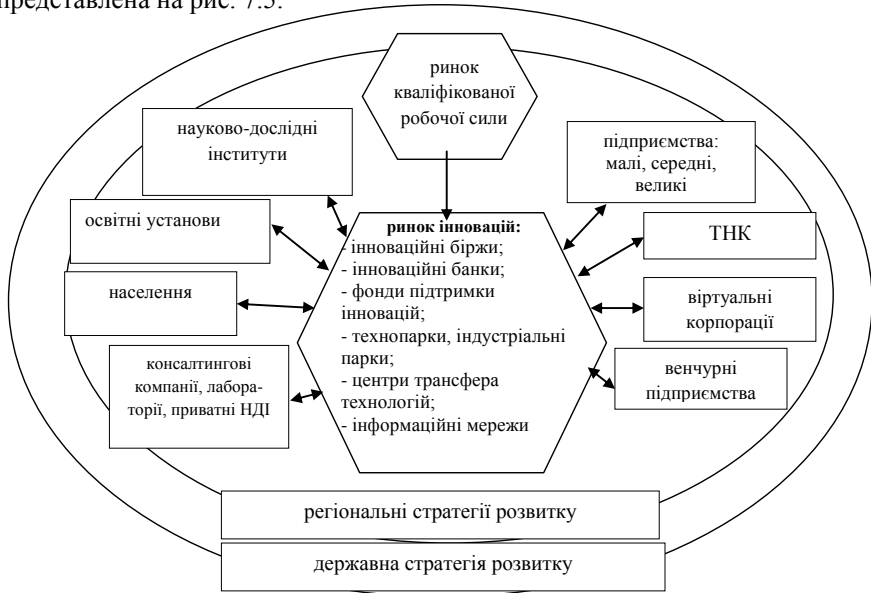 представлена на рис. 7.5.
ринок
кваліфікованої
робочої сили
науково-дослідні
інститути
підприємства:
малі, середні,
великі
освітні установи
ТНК
населення
віртуальні
корпорації
консалтингові
компанії, лабора-
торії, приватні НДІ
венчурні
підприємства
ринок інновацій:
- інноваційні біржи;
- інноваційні банки;
- фонди підтримки
інновацій;
- технопарки, індустріальні
парки;
- центри трансфера
технологій;
- інформаційні мережи
регіональні стратегії розвитку
державна стратегія розвитку